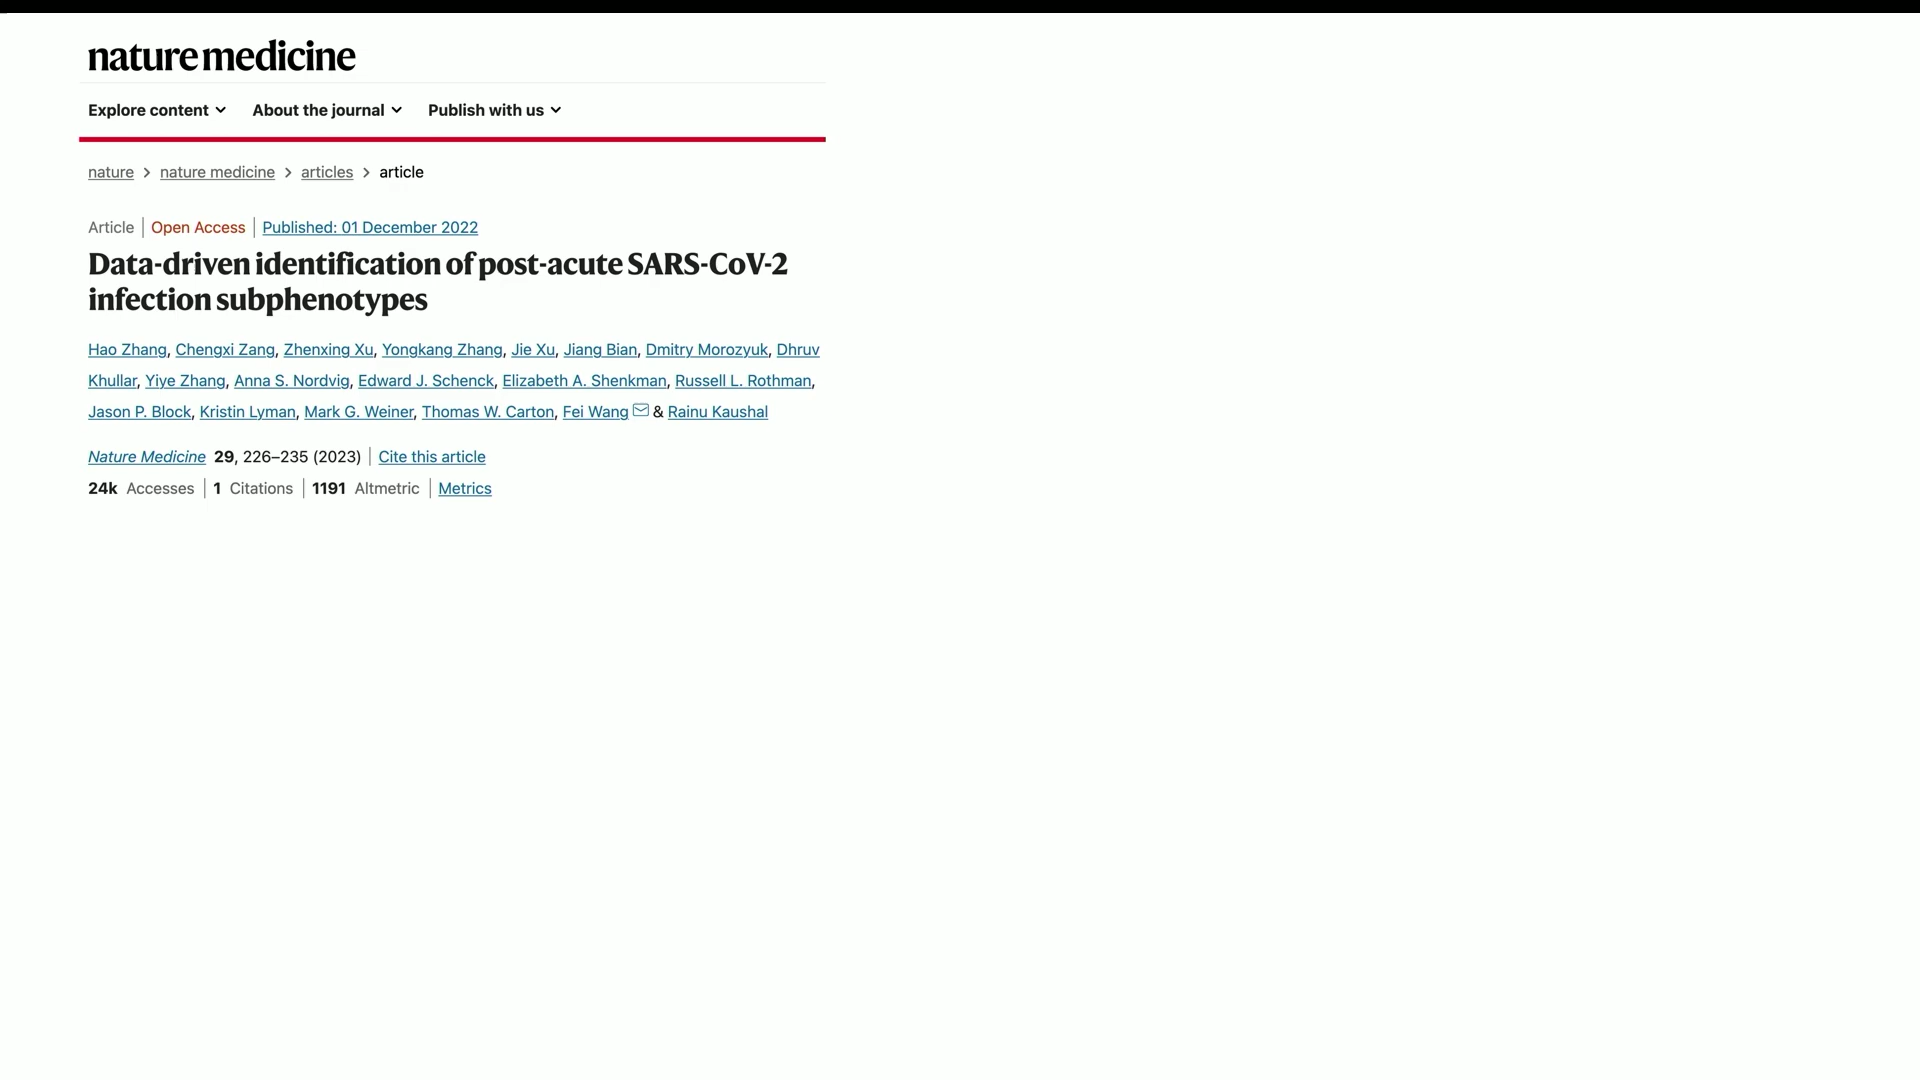 nature medicine
Explore content About the journal Publish with us
nature > nature medicine > articles > article
Article | Open Access | Published: 01 December 2022
Data-driven identification of post-acute SARS-CoV-2
infection subphenotypes
Hao Zhang, Chengxi Zang, Zhenxing Xu, Yongkang Zhang, Jie Xu, Jiang Bian, Dmitry Morozyuk, Dhruv
Khullar, Yiye Zhang, Anna S. Nordvig, Edward J. Schenck, Elizabeth A. Shenkman, Russell L. Rothman,
Jason P. Block, Kristin Lyman, Mark G. Weiner, Thomas W. Carton, Fei Wang & Rainu Kaushal
Nature Medicine 29, 226–235 (2023) | Cite this article
24k Accesses | 1 Citations | 1191 Altmetric | Metrics